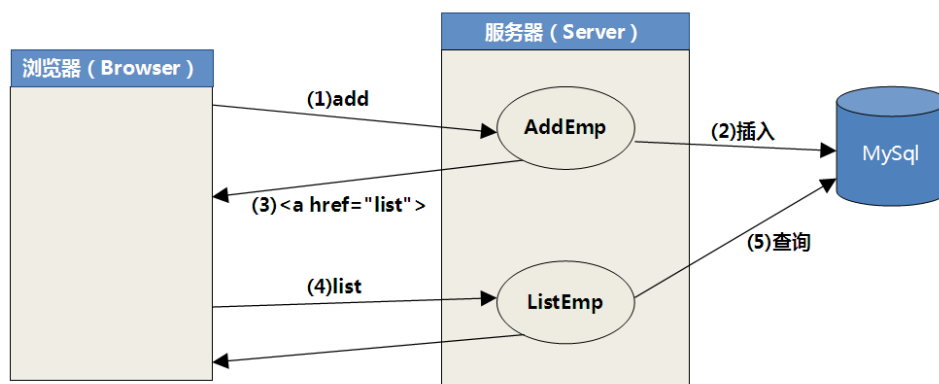 服务器（Server）
浏览器（Browser）
(1)add
AddEmp
(2)插入
MySql
(3)<a href="list">
(5)查询
(4)list
ListEmp